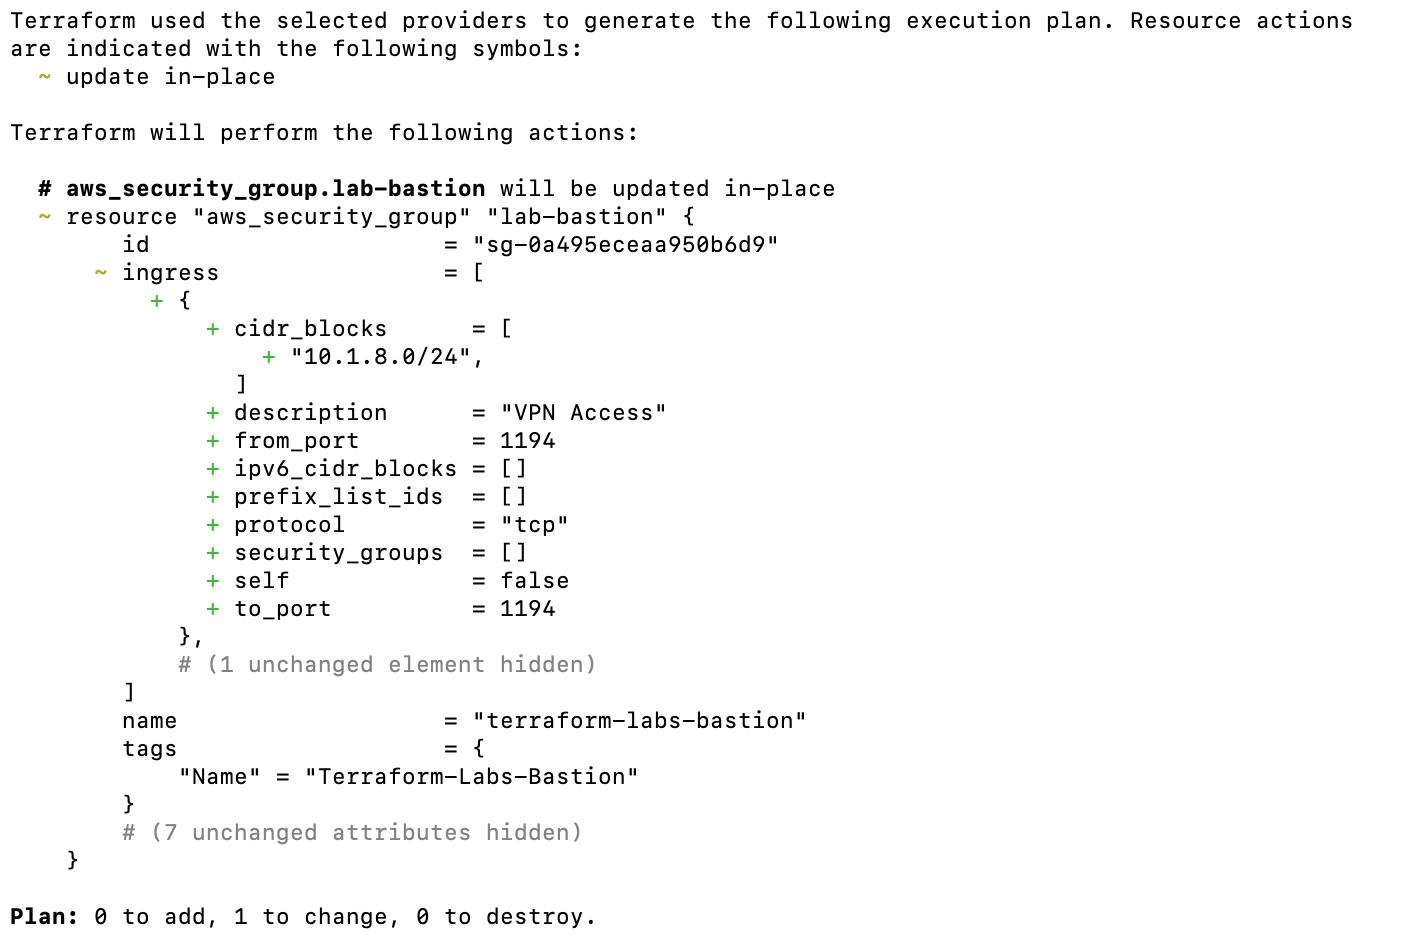 Terraform used the selected providers to generate the following execution plan. Resource actions
are indicated with the following symbols:
  ~ update in-place

Terraform will perform the following actions:

  # aws_security_group.lab-bastion will be updated in-place
  ~ resource "aws_security_group" "lab-bastion" {
        id                     = "sg-0a495eceaa950b6d9"
      ~ ingress                = [
          + {
              + cidr_blocks      = [
                  + "10.1.8.0/24",
                ]
              + description      = "VPN Access"
              + from_port        = 1194
              + ipv6_cidr_blocks = []
              + prefix_list_ids  = []
              + protocol         = "tcp"
              + security_groups  = []
              + self             = false
              + to_port          = 1194
            },
            # (1 unchanged element hidden)
        ]
        name                   = "terraform-labs-bastion"
        tags                   = {
            "Name" = "Terraform-Labs-Bastion"
        }
        # (7 unchanged attributes hidden)
    }

Plan: 0 to add, 1 to change, 0 to destroy.